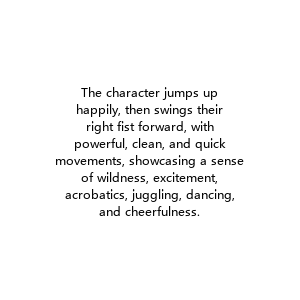 The character jumps up
happily, then swings their
right fist forward, with
powerful, clean, and quick
movements, showcasing a sense
of wildness, excitement,
acrobatics, juggling, dancing,
and cheerfulness.